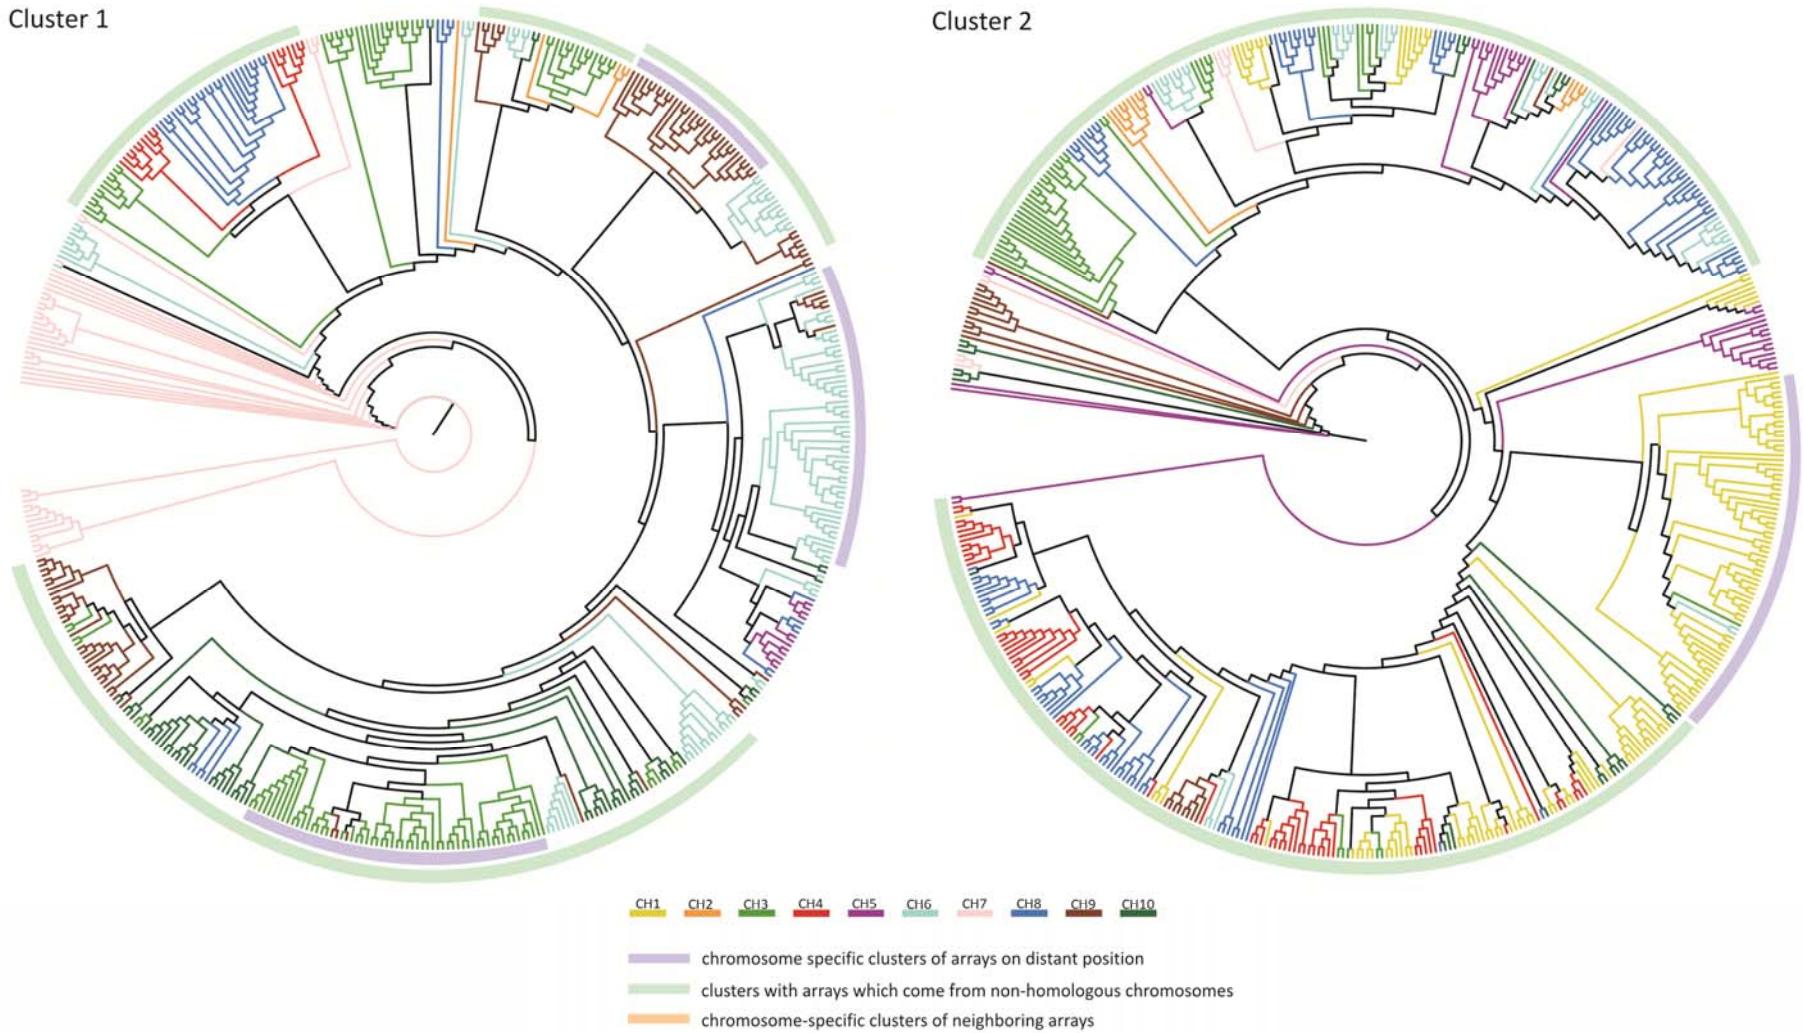 Cluster 1
Cluster 2
CH1 CH2 CH3 CH4 CH5 CH6 CH7 CH8 CH9 CH10
chromosome specific clusters of arrays on distant position
clusters with arrays which come from non-homologous chromosomes
chromosome-specific clusters of neighboring arrays